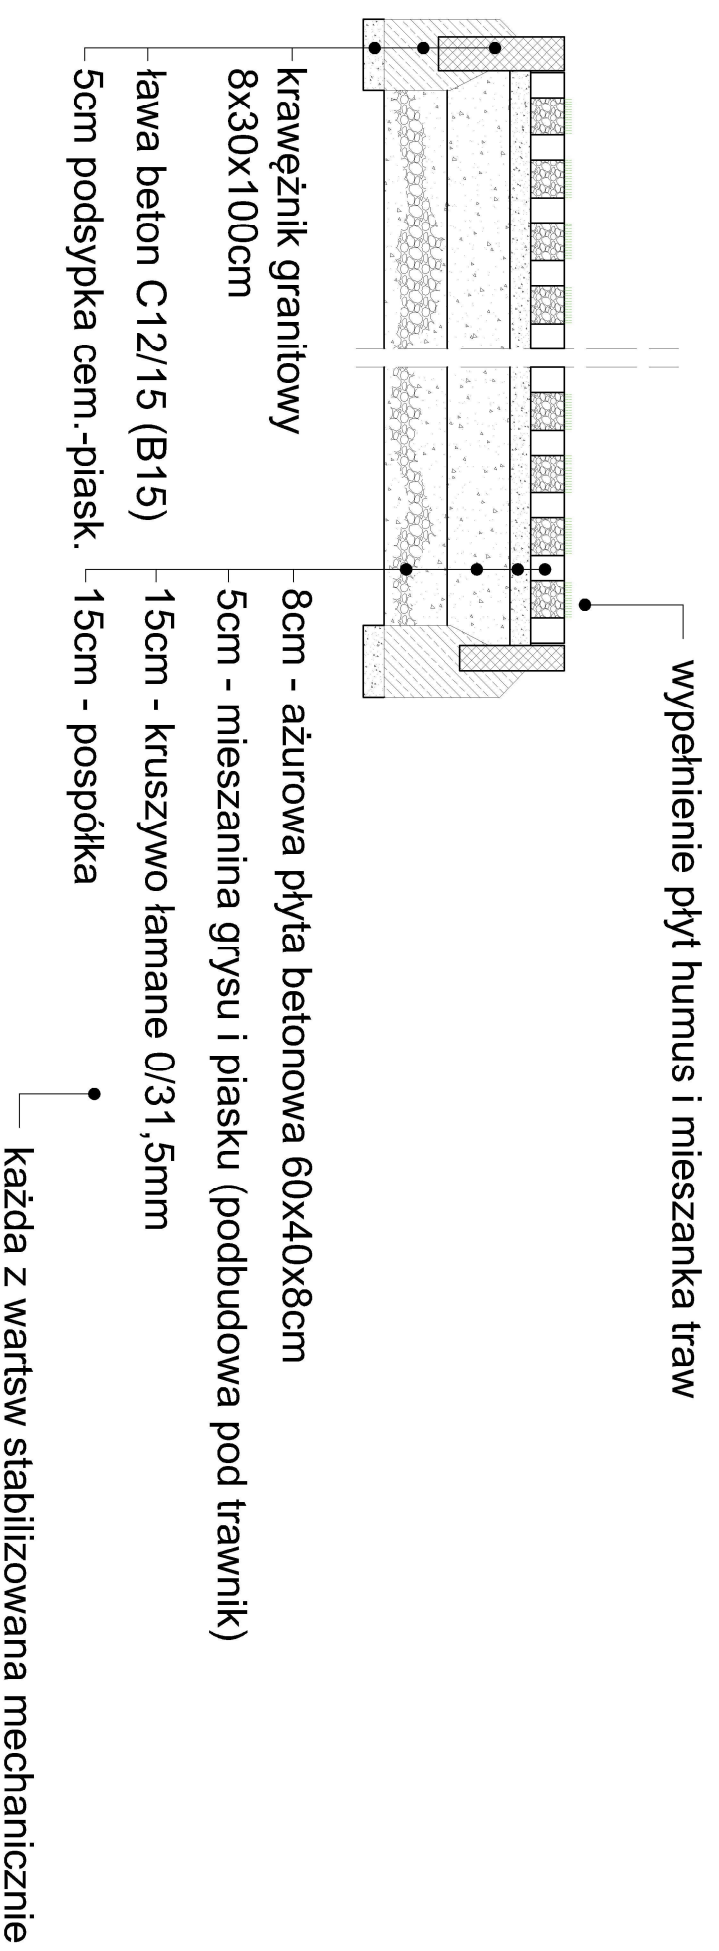 wypełnienie płyt humus i mieszanka traw
krawężnik granitowy
8x30x100cm
ława beton C12/15 (B15)
5cm podsypka cem.-piask.
8cm - ażurowa płyta betonowa 60x40x8cm
5cm - mieszanina grysu i piasku (podbudowa pod trawnik)
15cm - kruszywo łamane 0/31,5mm
15cm - pospółka
każda z wartsw stabilizowana mechanicznie